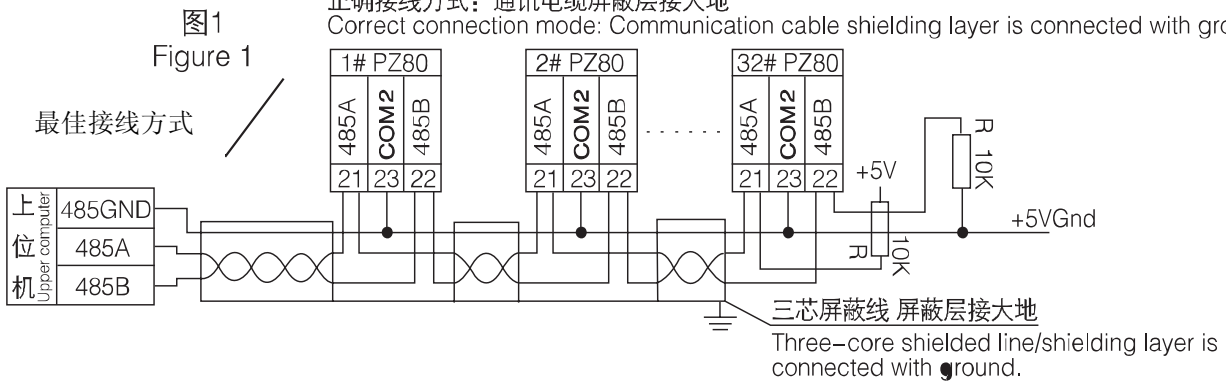 正确接线方式：通讯电缆屏蔽层接大地
图1
Correct connection mode: Communication cable shielding layer is connected with
Figure 1
1# PZ80
2# PZ80
32# PZ80
最佳接线方式
485A
COM2
485B
485A
COM2
485B
485A
COM2
485B
R 10K
21
23
22
21
23
22
21
23
22
+5V
上位机
Upper computer
485GND
485A
485B
+5VGnd
R
10K
三芯屏蔽线 屏蔽层接大地
Three-core shielded line/shielding layer is
connected with ground.